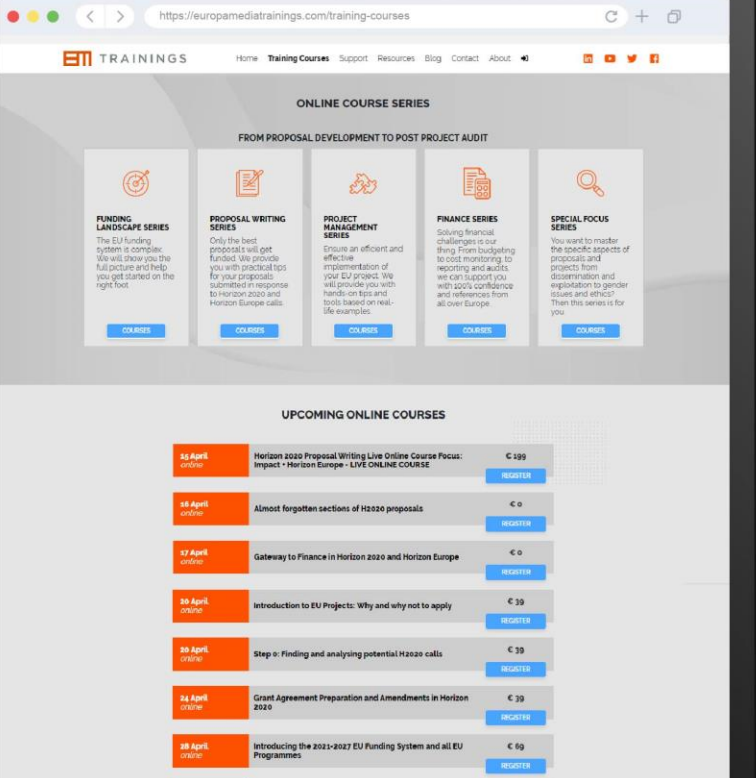 https://europamediatrainings.com/training-courses
EM TRAININGS
Home Training Courses Support Resources Blog Contact About
ONLINE COURSE SERIES
FROM PROPOSAL DEVELOPMENT TO POST PROJECT AUDIT
FUNDING
LANDSCAPE SERIES
The EU funding
system is complex.
We will show you the
full picture and help
you get started on the
right foot.
COURSES
PROPOSAL WRITING
SERIES
Only the best
proposals will get
funded. We provide
you with practical tips
for your proposals
submitted in response
to Horizon 2020 and
Horizon Europe calls.
COURSES
PROJECT
MANAGEMENT
SERIES
Ensure an efficient and
effective
implementation of
your EU project. We
will provide you with
hands-on tips and
tools based on real-
life examples.
COURSES
FINANCE SERIES
Solving financial
challenges is our
thing. From budgeting
to cost monitoring, to
reporting and audits,
we can support you
with 100% confidence
and references from
all over Europe.
COURSES
SPECIAL FOCUS
SERIES
You want to master
the specific aspects of
proposals and
projects from
dissemination and
exploitation to gender
issues and ethics?
Then this series is for
you.
COURSES
UPCOMING ONLINE COURSES
15 April
online
Horizon 2020 Proposal Writing Live Online Course Focus:
Impact + Horizon Europe - LIVE ONLINE COURSE
€ 199
REGISTER
16 April
online
Almost forgotten sections of H2020 proposals
€ 0
REGISTER
17 April
online
Gateway to Finance in Horizon 2020 and Horizon Europe
€ 0
REGISTER
20 April
online
Introduction to EU Projects: Why and why not to apply
€ 39
REGISTER
20 April
online
Step 0: Finding and analysing potential H2020 calls
€ 39
REGISTER
24 April
online
Grant Agreement Preparation and Amendments in Horizon
2020
€ 39
REGISTER
28 April
online
Introducing the 2021-2027 EU Funding System and all EU
Programmes
€ 69
REGISTER